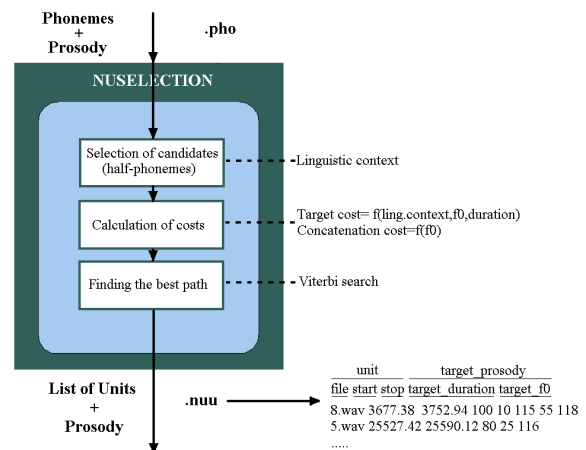 Phonemes
+
Prosody
.pho
NUSELECTION
Selection of candidates
(half-phonemes)
Linguistic context
Calculation of costs
Target cost= f(ling.context,f0,duration)
Concatenation cost=f(f0)
Finding the best path
Viterbi search
List of Units
+
Prosody
.nuu
unit target_prosody
file start stop target_duration target_f0
8.wav 3677.38 3752.94 100 10 115 55 118
5.wav 25527.42 25590.12 80 25 116
.....